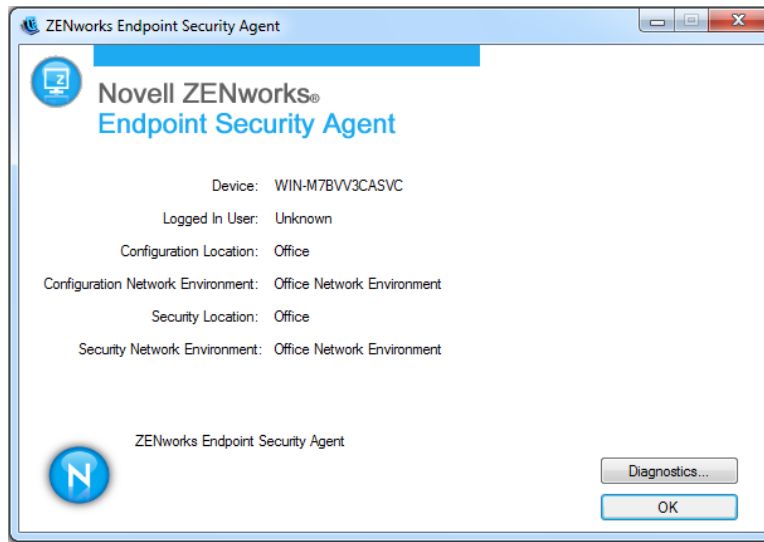 ZENworks Endpoint Security Agent
Z
Novell ZENworks®
Endpoint Security Agent
Device: WIN-M7BVV3CASVC
Logged In User: Unknown
Configuration Location: Office
Configuration Network Environment: Office Network Environment
Security Location: Office
Security Network Environment: Office Network Environment
ZENworks Endpoint Security Agent
N
Diagnostics...
OK